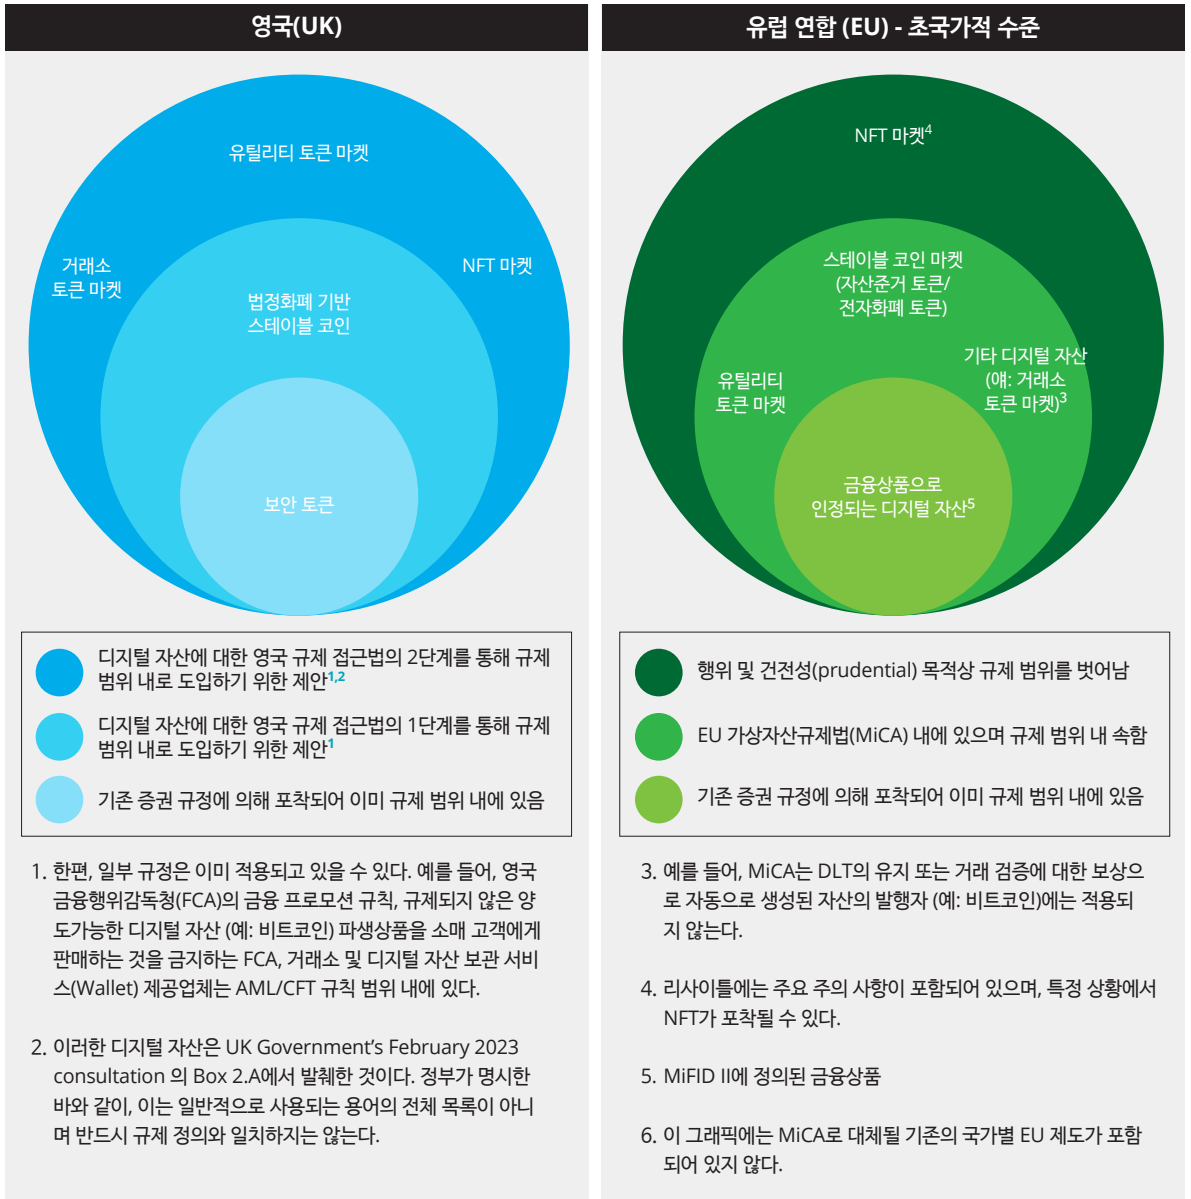 영국(UK)
유틸리티 토큰 마켓
거래소
토큰 마켓
NFT 마켓
법정화폐 기반
스테이블 코인
보안 토큰
디지털 자산에 대한 영국 규제 접근법의 2단계를 통해 규제
범위 내로 도입하기 위한 제안1,2
디지털 자산에 대한 영국 규제 접근법의 1단계를 통해 규제
범위 내로 도입하기 위한 제안1
기존 증권 규정에 의해 포착되어 이미 규제 범위 내에 있음
1. 한편, 일부 규정은 이미 적용되고 있을 수 있다. 예를 들어, 영국
금융행위감독청(FCA)의 금융 프로모션 규칙, 규제되지 않은 양
도가능한 디지털 자산 (예: 비트코인) 파생상품을 소매 고객에게
판매하는 것을 금지하는 FCA, 거래소 및 디지털 자산 보관 서비
스(Wallet) 제공업체는 AML/CFT 규칙 범위 내에 있다.
2. 이러한 디지털 자산은 UK Government’s February 2023
consultation 의 Box 2.A에서 발췌한 것이다. 정부가 명시한
바와 같이, 이는 일반적으로 사용되는 용어의 전체 목록이 아니
며 반드시 규제 정의와 일치하지는 않는다.
유럽 연합 (EU) - 초국가적 수준
NFT 마켓4
스테이블 코인 마켓
(자산준거 토큰/
전자화폐 토큰)
유틸리티
토큰 마켓
기타 디지털 자산
(얘: 거래소
토큰 마켓)3
금융상품으로
인정되는 디지털 자산5
행위 및 건전성(prudential) 목적상 규제 범위를 벗어남
EU 가상자산규제법(MiCA) 내에 있으며 규제 범위 내 속함
기존 증권 규정에 의해 포착되어 이미 규제 범위 내에 있음
3. 예를 들어, MiCA는 DLT의 유지 또는 거래 검증에 대한 보상으
로 자동으로 생성된 자산의 발행자 (예: 비트코인)에는 적용되
지 않는다.
4. 리사이틀에는 주요 주의 사항이 포함되어 있으며, 특정 상황에서
NFT가 포착될 수 있다.
5. MiFID II에 정의된 금융상품
6. 이 그래픽에는 MiCA로 대체될 기존의 국가별 EU 제도가 포함
되어 있지 않다.